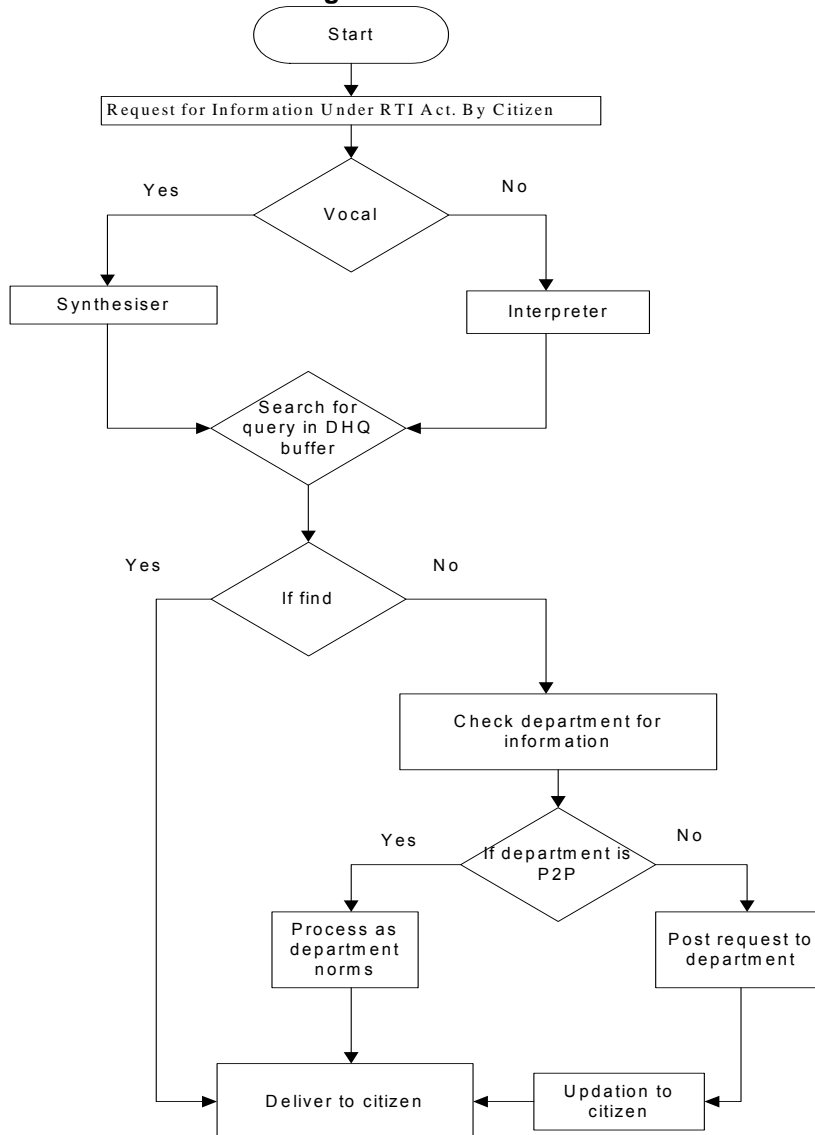 Start
Request for Information Under RTI Act. By Citizen
Yes
No
Vocal
Synthesiser
Interpreter
Search for
query in DHQ
buffer
Yes
No
If find
Check department for
information
Yes
No
If department is
P2P
Process as
department
norms
Post request to
department
Deliver to citizen
Updation to
citizen